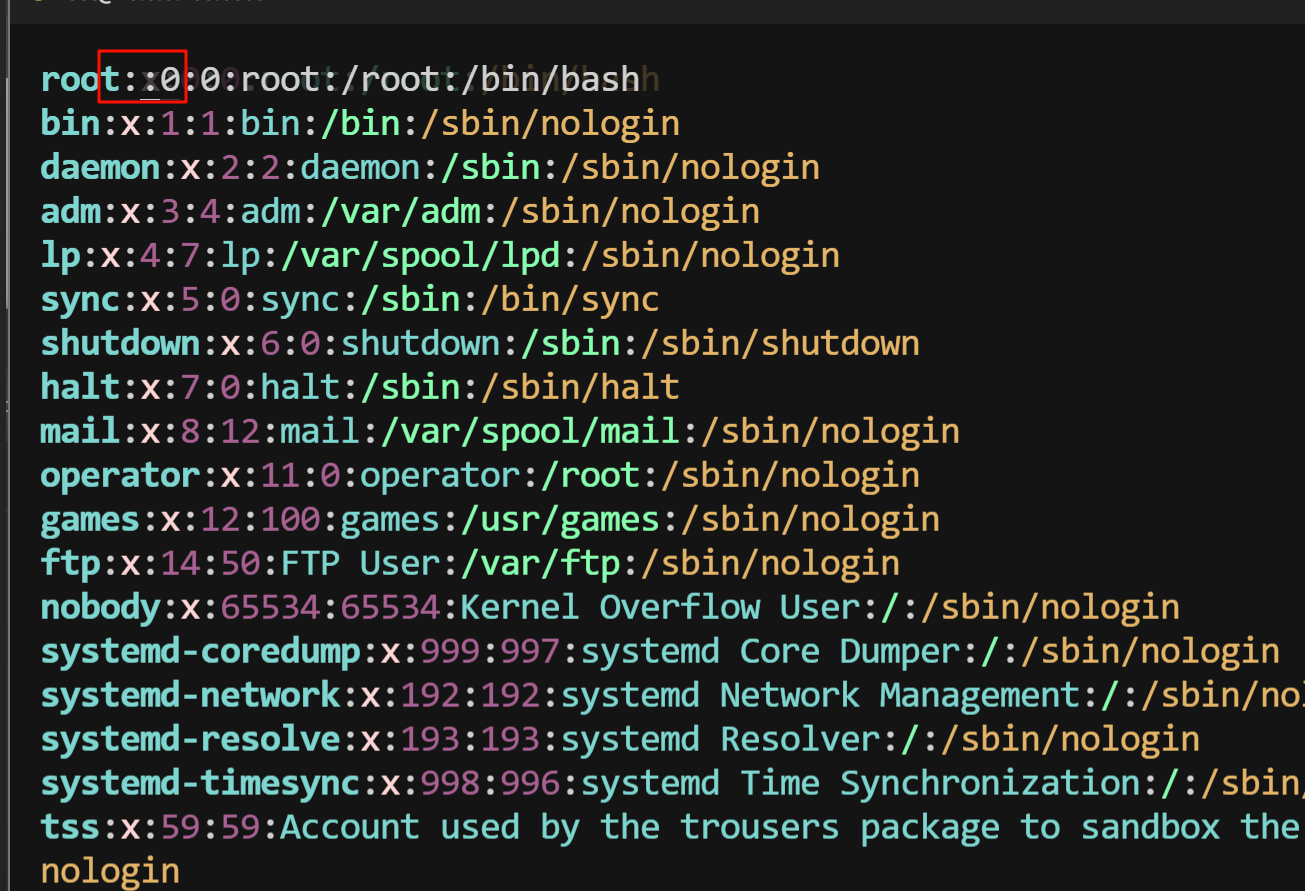 root::0:0:root:/root:/bin/bash
bin:x:1:1:bin:/bin:/sbin/nologin
daemon:x:2:2:daemon:/sbin:/sbin/nologin
adm:x:3:4:adm:/var/adm:/sbin/nologin
lp:x:4:7:lp:/var/spool/lpd:/sbin/nologin
sync:x:5:0:sync:/sbin:/bin/sync
shutdown:x:6:0:shutdown:/sbin:/sbin/shutdown
halt:x:7:0:halt:/sbin:/sbin/halt
mail:x:8:12:mail:/var/spool/mail:/sbin/nologin
operator:x:11:0:operator:/root:/sbin/nologin
games:x:12:100:games:/usr/games:/sbin/nologin
ftp:x:14:50:FTP User:/var/ftp:/sbin/nologin
nobody:x:65534:65534:Kernel Overflow User:/:/sbin/nologin
systemd-coredump:x:999:997:systemd Core Dumper:/:/sbin/nologin
systemd-network:x:192:192:systemd Network Management:/:/sbin/no
systemd-resolve:x:193:193:systemd Resolver:/:/sbin/nologin
systemd-timesync:x:998:996:systemd Time Synchronization:/:/sbin/
tss:x:59:59:Account used by the trousers package to sandbox the
nologin